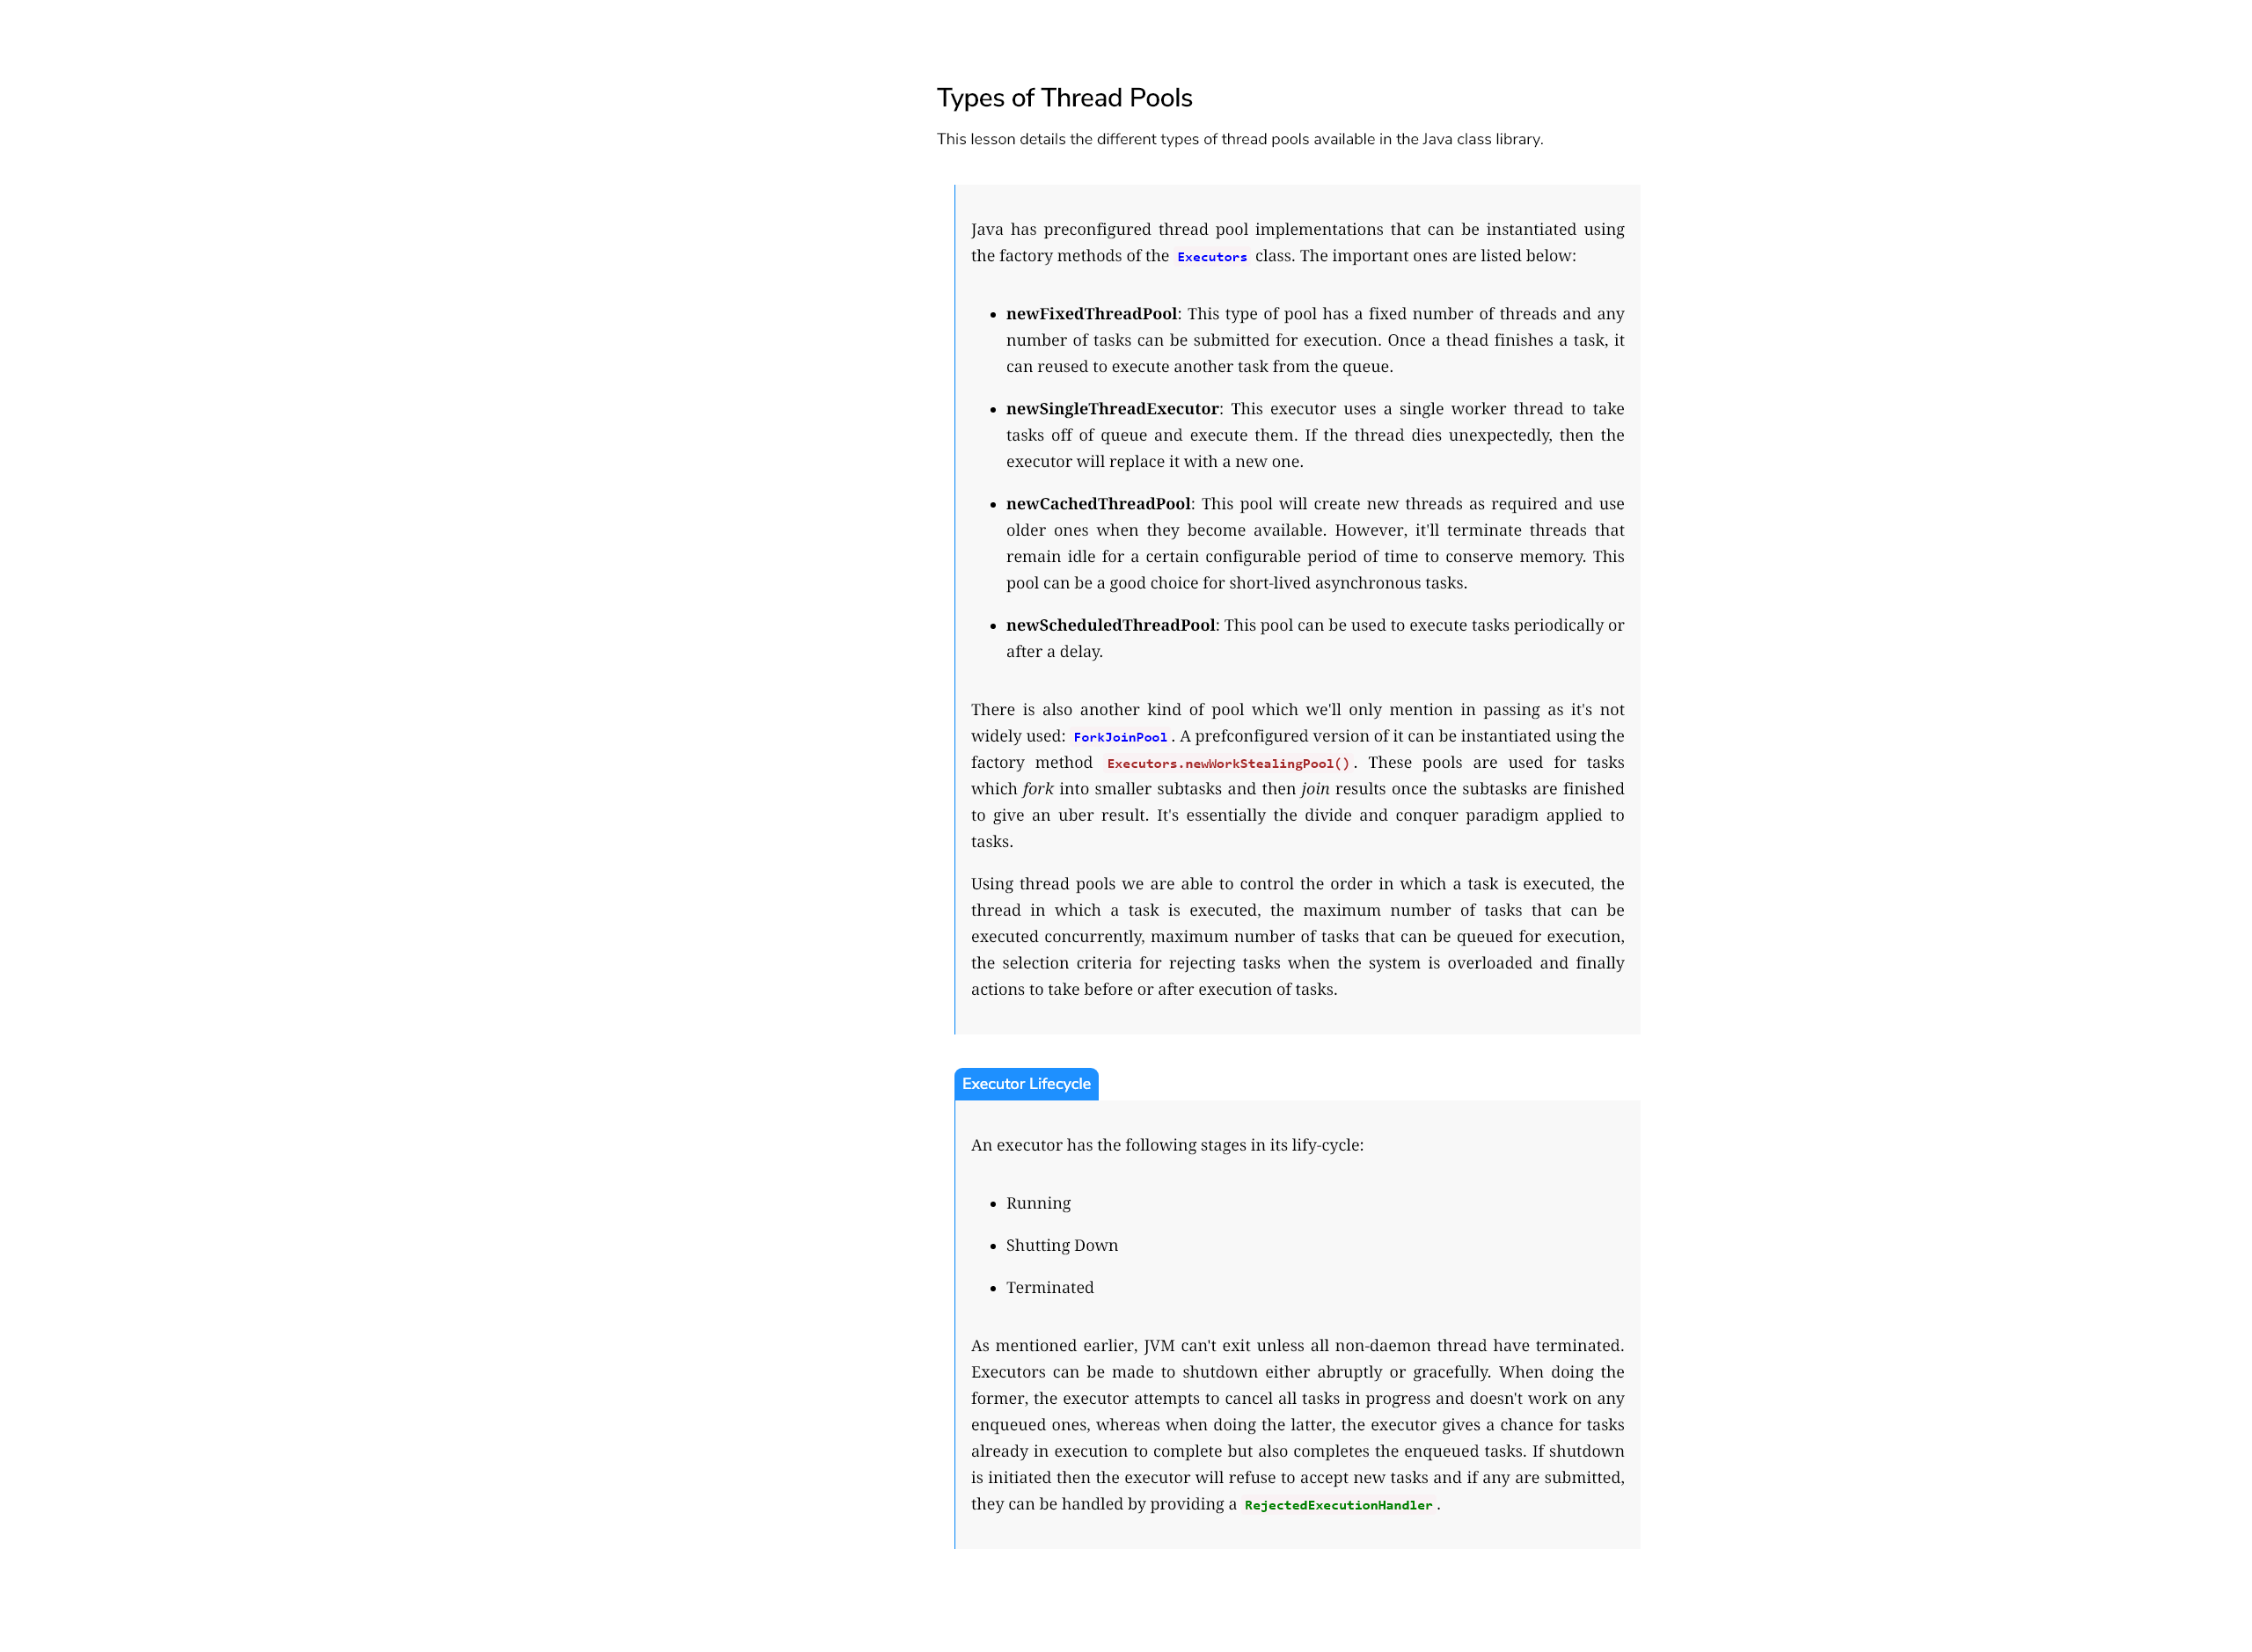 Types of Thread Pools
This lesson details the different types of thread pools available in the Java class library.
Java has preconfigured thread pool implementations that can be instantiated using
the factory methods of the Executors class. The important ones are listed below:
• newFixedThreadPool: This type of pool has a fixed number of threads and any
number of tasks can be submitted for execution. Once a thead finishes a task, it
can reused to execute another task from the queue.
• newSingleThreadExecutor: This executor uses a single worker thread to take
tasks off of queue and execute them. If the thread dies unexpectedly, then the
executor will replace it with a new one.
• newCachedThreadPool: This pool will create new threads as required and use
older ones when they become available. However, it'll terminate threads that
remain idle for a certain configurable period of time to conserve memory. This
pool can be a good choice for short-lived asynchronous tasks.
• newScheduledThreadPool: This pool can be used to execute tasks periodically or
after a delay.
There is also another kind of pool which we'll only mention in passing as it's not
widely used: ForkJoinPool. A prefconfigured version of it can be instantiated using the
factory method Executors.newWorkStealingPool(). These pools are used for tasks
which fork into smaller subtasks and then join results once the subtasks are finished
to give an uber result. It's essentially the divide and conquer paradigm applied to
tasks.
Using thread pools we are able to control the order in which a task is executed, the
thread in which a task is executed, the maximum number of tasks that can be
executed concurrently, maximum number of tasks that can be queued for execution,
the selection criteria for rejecting tasks when the system is overloaded and finally
actions to take before or after execution of tasks.
Executor Lifecycle
An executor has the following stages in its lify-cycle:
• Running
• Shutting Down
• Terminated
As mentioned earlier, JVM can't exit unless all non-daemon thread have terminated.
Executors can be made to shutdown either abruptly or gracefully. When doing the
former, the executor attempts to cancel all tasks in progress and doesn't work on any
enqueued ones, whereas when doing the latter, the executor gives a chance for tasks
already in execution to complete but also completes the enqueued tasks. If shutdown
is initiated then the executor will refuse to accept new tasks and if any are submitted,
they can be handled by providing a RejectedExecutionHandler.